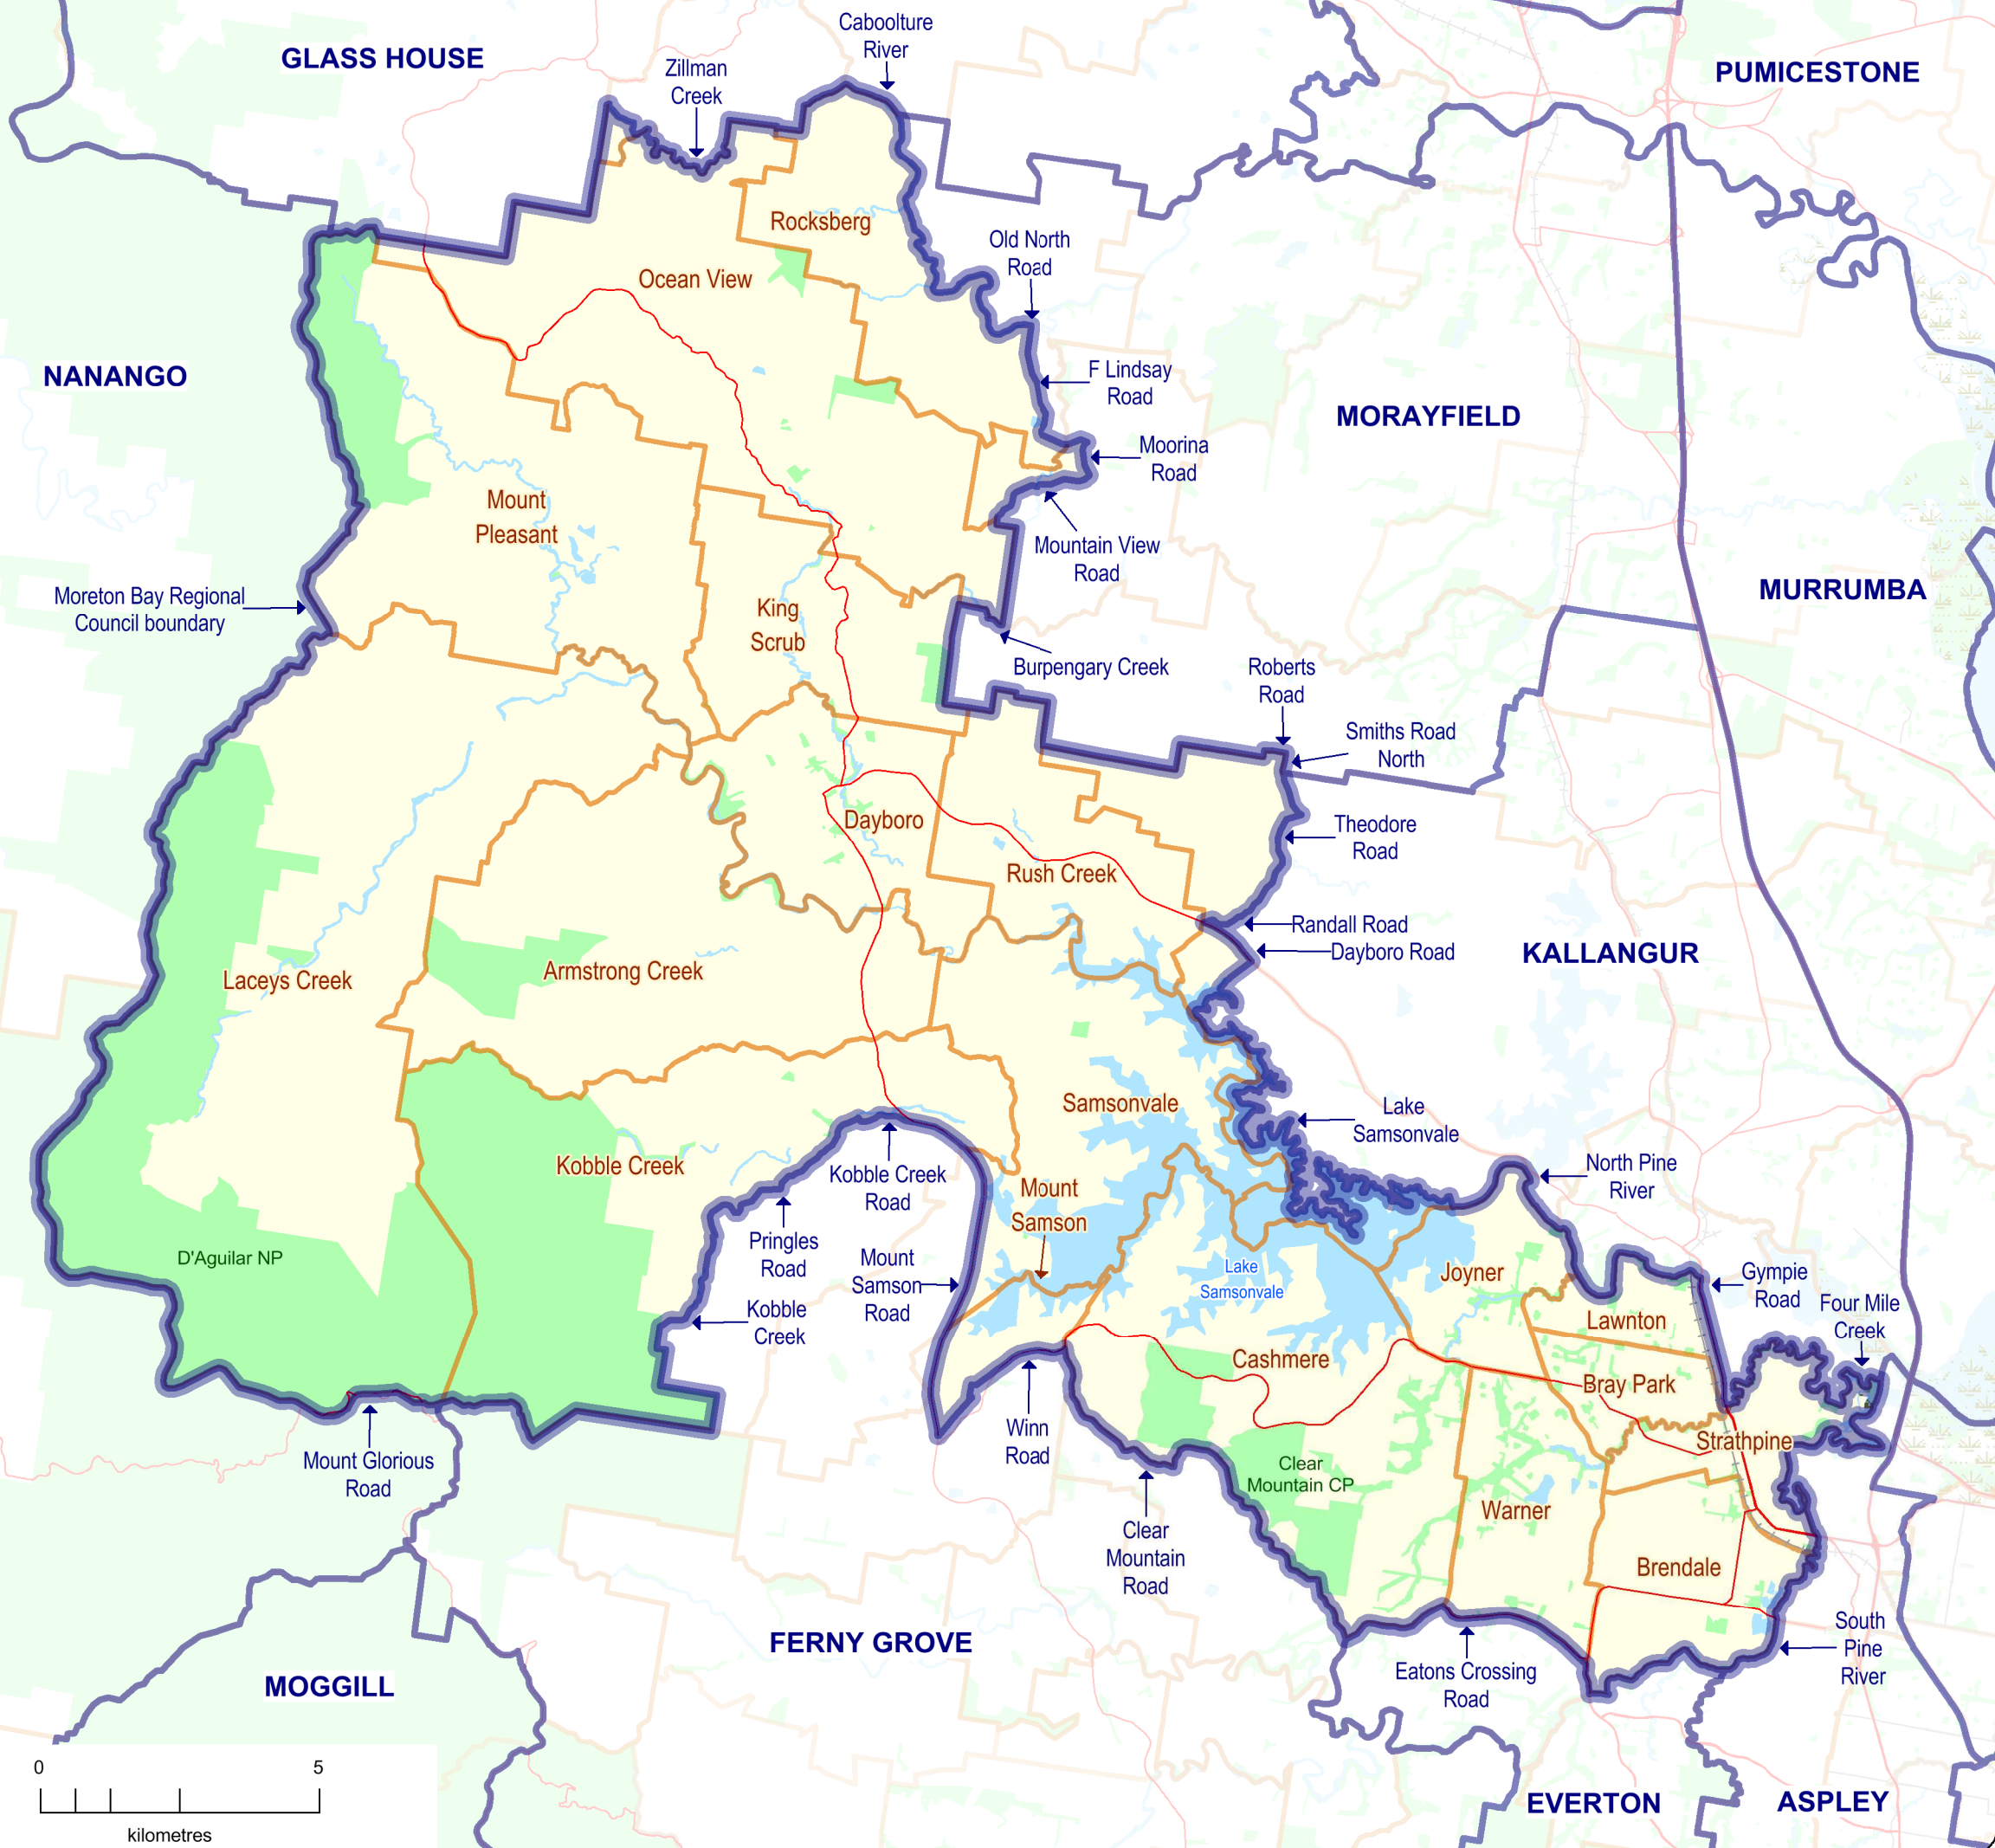 Caboolture
River
GLASS HOUSE
Zillman
Creek
PUMICESTONE
Rocksberg
Old North
Road
Ocean View
NANANGO
F Lindsay
Road
MORAYFIELD
Moorina
Road
Mount
Pleasant
Mountain View
Road
Moreton Bay Regional
Council boundary
MURRUMBA
King
Scrub
Burpengary Creek
Roberts
Road
Smiths Road
North
Dayboro
Theodore
Road
Rush Creek
Randall Road
Dayboro Road
KALLANGUR
Laceys Creek
Armstrong Creek
Samsonvale
Lake
Samsonvale
Kobble Creek
Kobble Creek
Road
North Pine
River
Mount
Samson
Pringles
Road
D'Aguilar NP
Mount
Samson
Road
Lake
Samsonvale
Joyner
Gympie
Road
Four Mile
Creek
Kobble
Creek
Lawnton
Cashmere
Bray Park
Winn
Road
Strathpine
Mount Glorious
Road
Clear
Mountain CP
Warner
Clear
Mountain
Road
Brendale
FERNY GROVE
South
Pine
River
Eatons Crossing
Road
MOGGILL
0
5
kilometres
EVERTON
ASPLEY